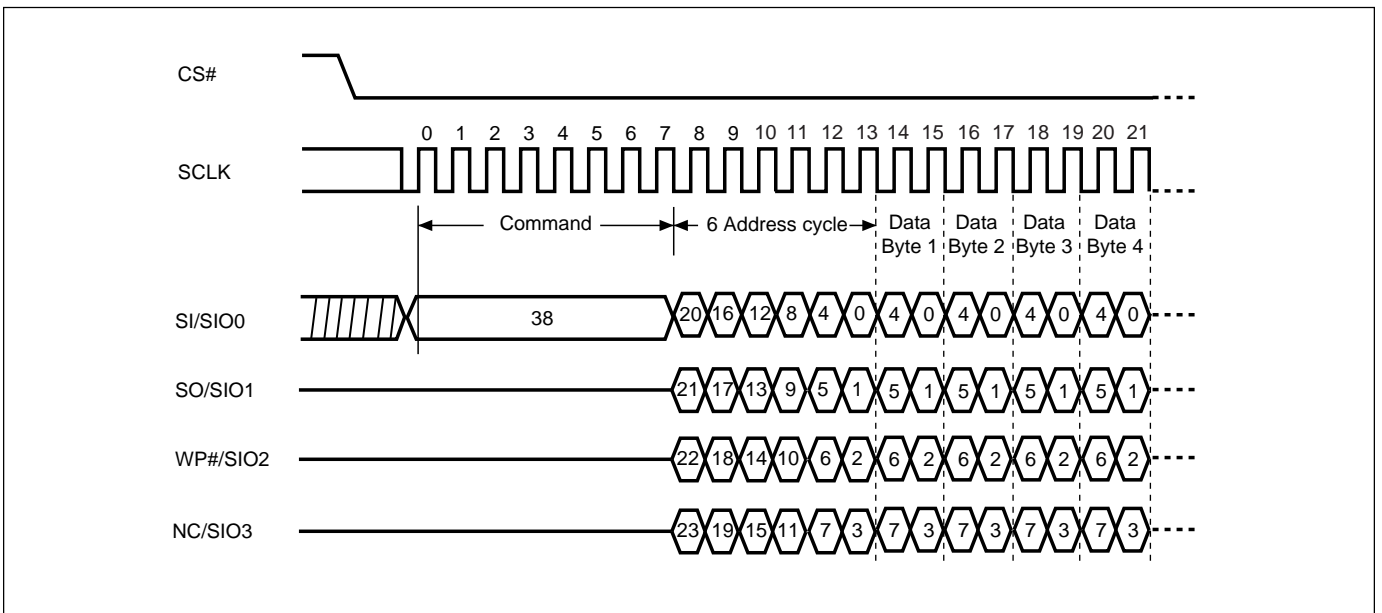 CS#
0 1 2 3 4 5 6 7 8 9 10 11 12 13 14 15 16 17 18 19 20 21
SCLK
Command 6 Address cycle Data Data Data Data
Byte 1 Byte 2 Byte 3 Byte 4
SI/SIO0 38 20 16 12 8 4 0 4 0 4 0 4 0 4 0
SO/SIO1 21 17 13 9 5 1 5 1 5 1 5 1 5 1
WP#/SIO2 22 18 14 10 6 2 6 2 6 2 6 2 6 2
NC/SIO3 23 19 15 11 7 3 7 3 7 3 7 3 7 3